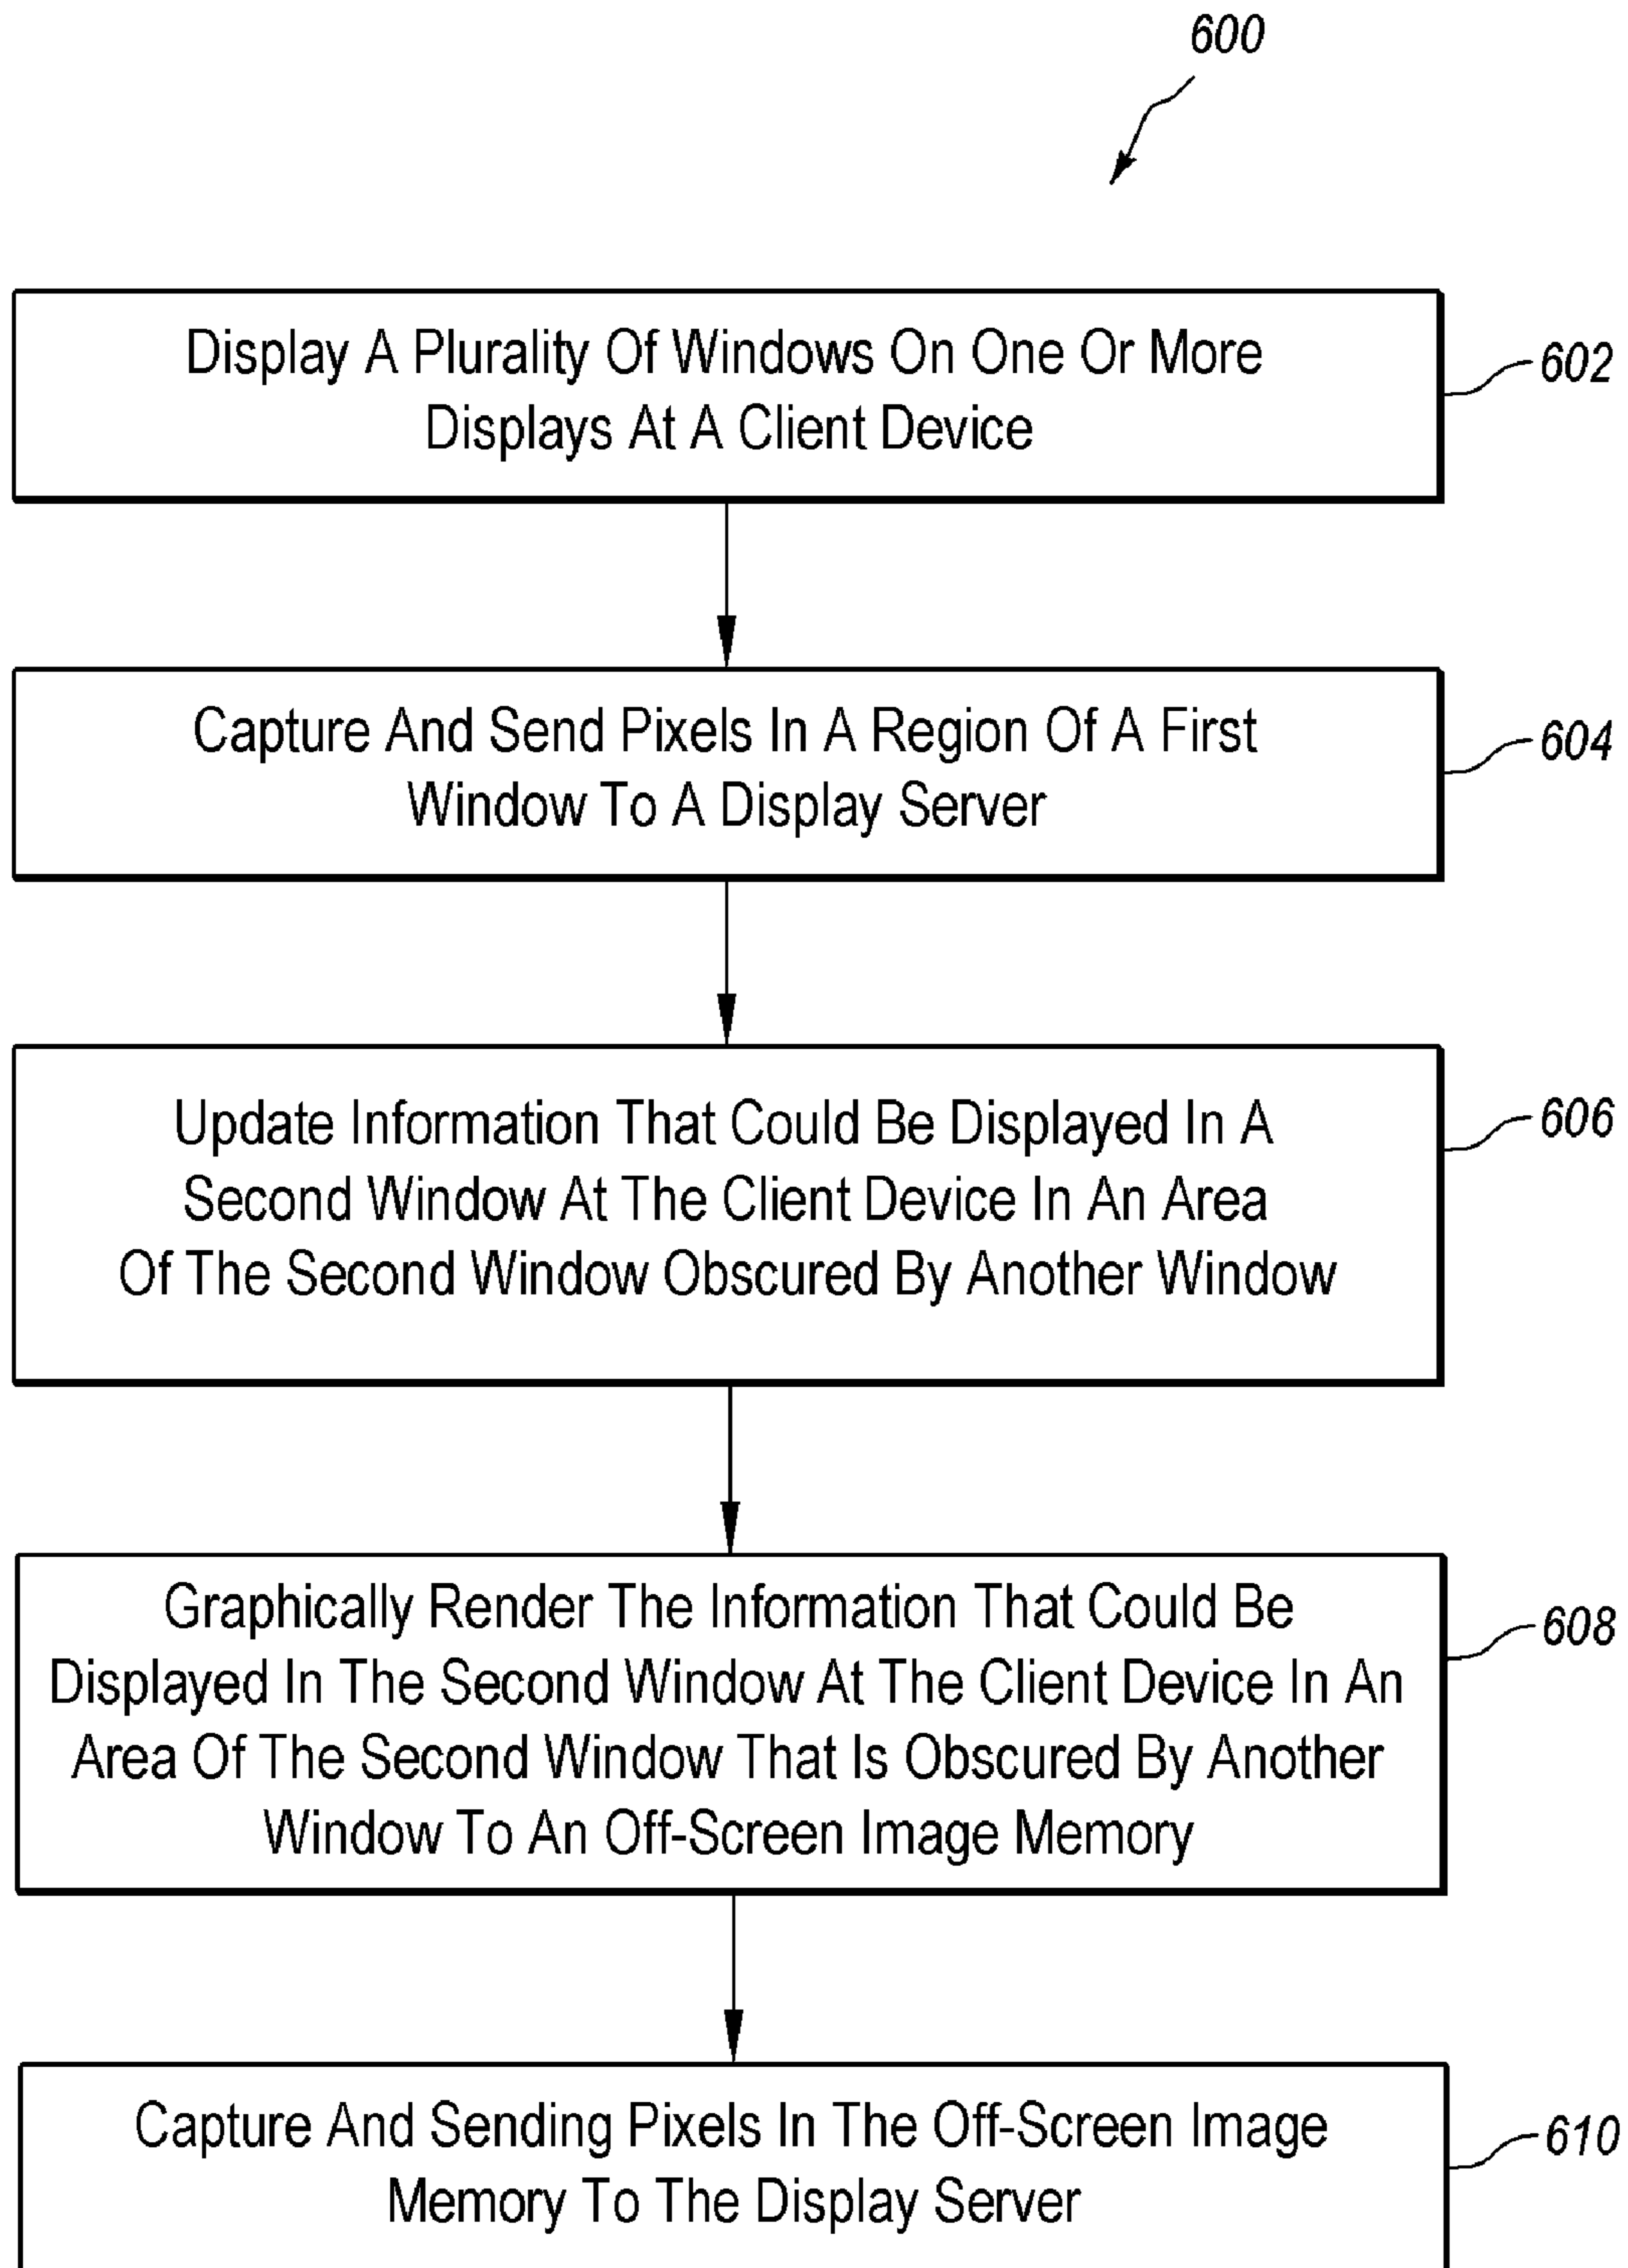 600
Display A Plurality Of Windows On One Or More
Displays At A Client Device
602
Capture And Send Pixels In A Region Of A First
Window To A Display Server
604
Update Information That Could Be Displayed In A
Second Window At The Client Device In An Area
Of The Second Window Obscured By Another Window
606
Graphically Render The Information That Could Be
Displayed In The Second Window At The Client Device In An
Area Of The Second Window That Is Obscured By Another
Window To An Off-Screen Image Memory
608
Capture And Sending Pixels In The Off-Screen Image
Memory To The Display Server
610